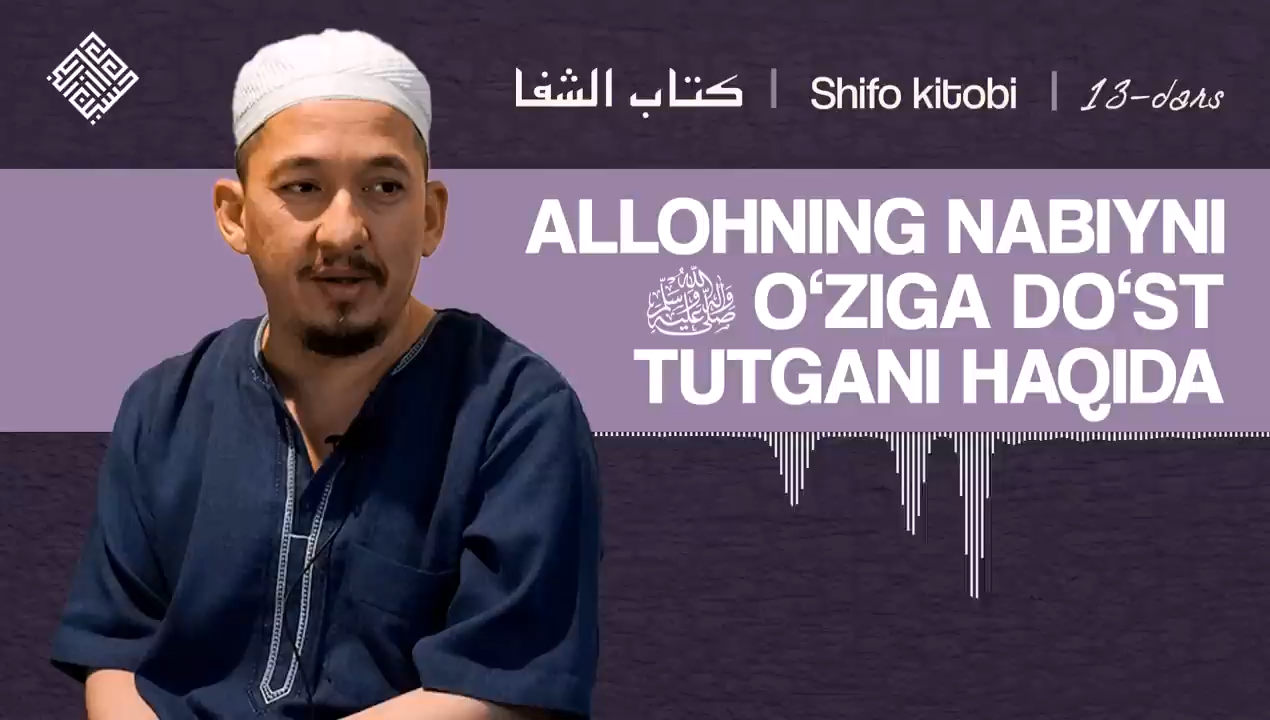 كتاب الشفا | Shifo kitobi | 13-dars
ALLOHNING NABIYNI
ﷺ O‘ZIGA DO‘ST
TUTGANI HAQIDA